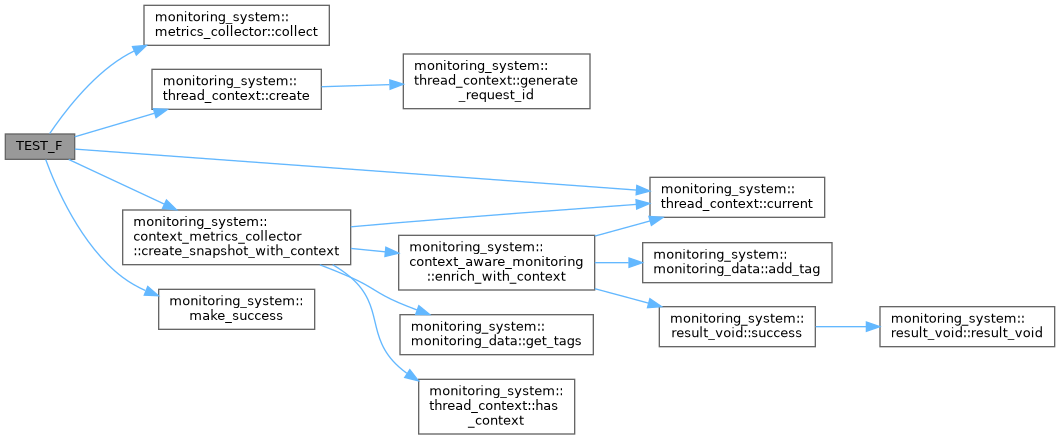 monitoring_system::
metrics_collector::collect
monitoring_system::
thread_context::create
monitoring_system::
thread_context::generate
_request_id
TEST_F
monitoring_system::
thread_context::current
monitoring_system::
context_metrics_collector
::create_snapshot_with_context
monitoring_system::
context_aware_monitoring
::enrich_with_context
monitoring_system::
monitoring_data::add_tag
monitoring_system::
make_success
monitoring_system::
result_void::success
monitoring_system::
result_void::result_void
monitoring_system::
monitoring_data::get_tags
monitoring_system::
thread_context::has
_context